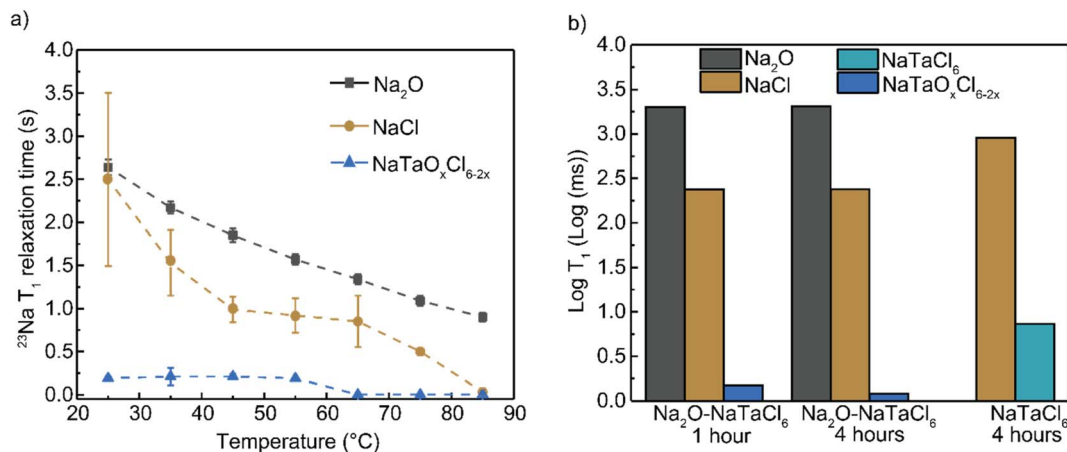 a)
4.0
3.5
3.0
2.5
2.0
1.5
1.0
0.5
0.0
²³Na T₁ relaxation time (s)
Na₂O
NaCl
NaTaOₓCl₆₋₂ₓ
20 30 40 50 60 70 80 90
Temperature (°C)
b)
4.0
3.5
3.0
2.5
2.0
1.5
1.0
0.5
0.0
Log T₁ (Log (ms))
Na₂O NaTaCl₆
NaCl NaTaOₓCl₆₋₂ₓ
Na₂O-NaTaCl₆ Na₂O-NaTaCl₆ NaTaCl₆
1 hour 4 hours 4 hours